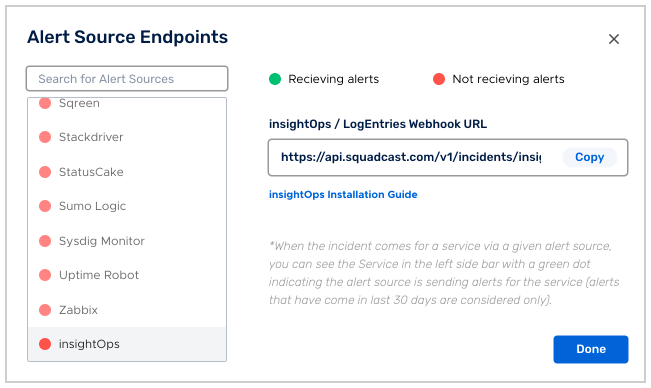 Alert Source Endpoints
Search for Alert Sources
Recieving alerts
Not recieving alerts
Sqreen
Stackdriver
StatusCake
Sumo Logic
Sysdig Monitor
Uptime Robot
Zabbix
insightOps
insightOps / LogEntries Webhook URL
https://api.squadcast.com/v1/incidents/insig
Copy
insightOps Installation Guide
*When the incident comes for a service via a given alert source,
you can see the Service in the left side bar with a green dot
indicating the alert source is sending alerts for the service (alerts
that have come in last 30 days are considered only).
Done